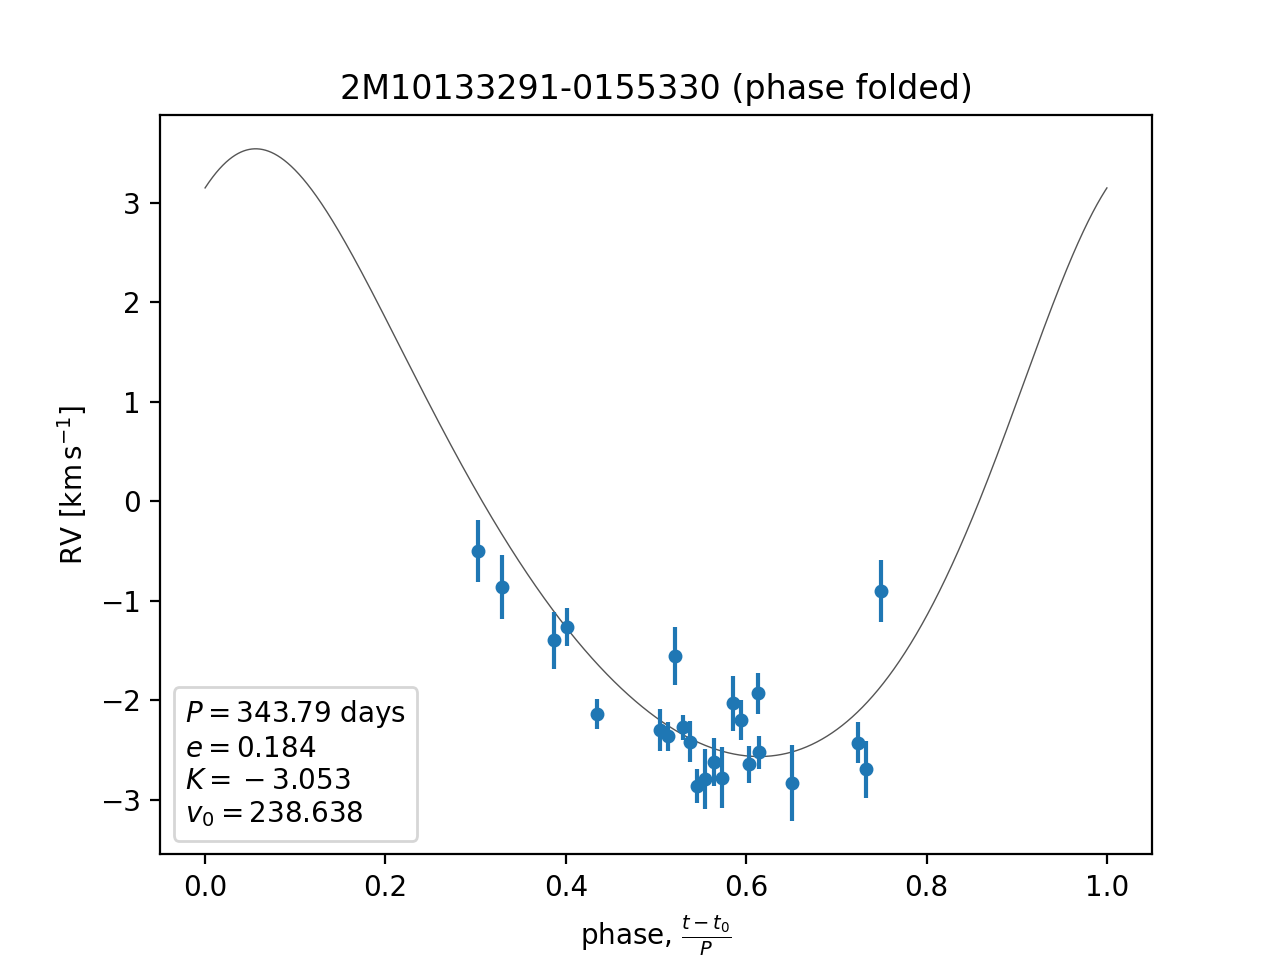 2M10133291-0155330 (phase folded)
RV [km s⁻¹]
3
2
1
0
−1
−2
−3
P = 343.79 days
e = 0.184
K = −3.053
v₀ = 238.638
0.0 0.2 0.4 0.6 0.8 1.0
phase, (t − t₀)/P